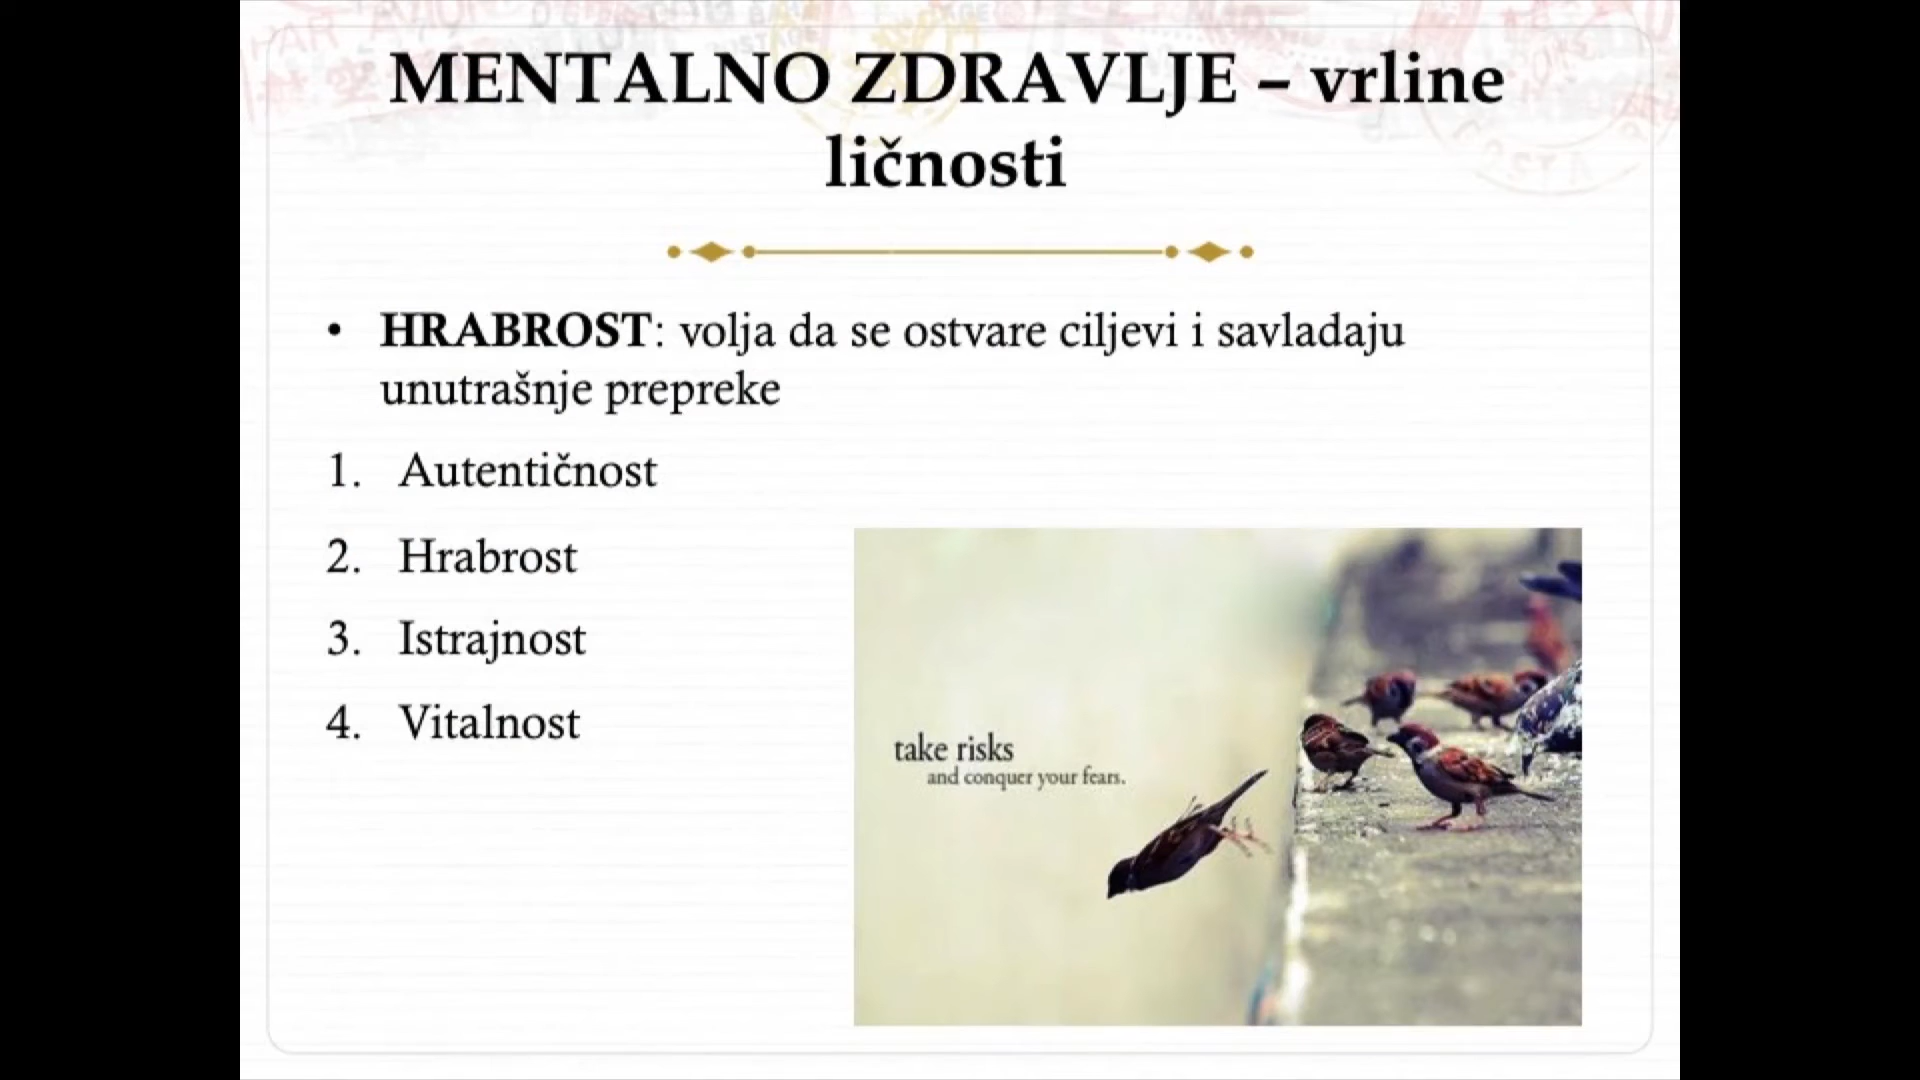 MENTALNO ZDRAVLJE – vrline
ličnosti
• HRABROST: volja da se ostvare ciljevi i savladaju
unutrašnje prepreke
1. Autentičnost
2. Hrabrost
3. Istrajnost
4. Vitalnost
take risks
and conquer your fears.